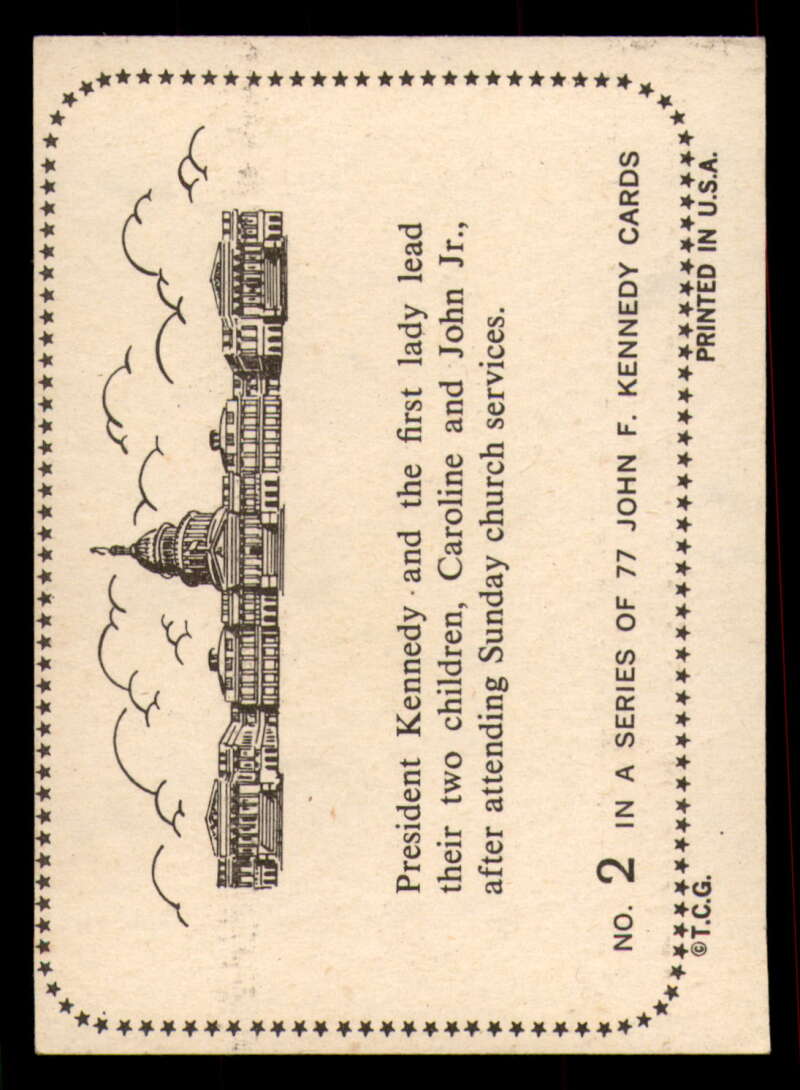 President Kennedy and the first lady lead
their two children, Caroline and John Jr.,
after attending Sunday church services.
NO. 2 IN A SERIES OF 77 JOHN F. KENNEDY CARDS
©T.C.G. PRINTED IN U.S.A.